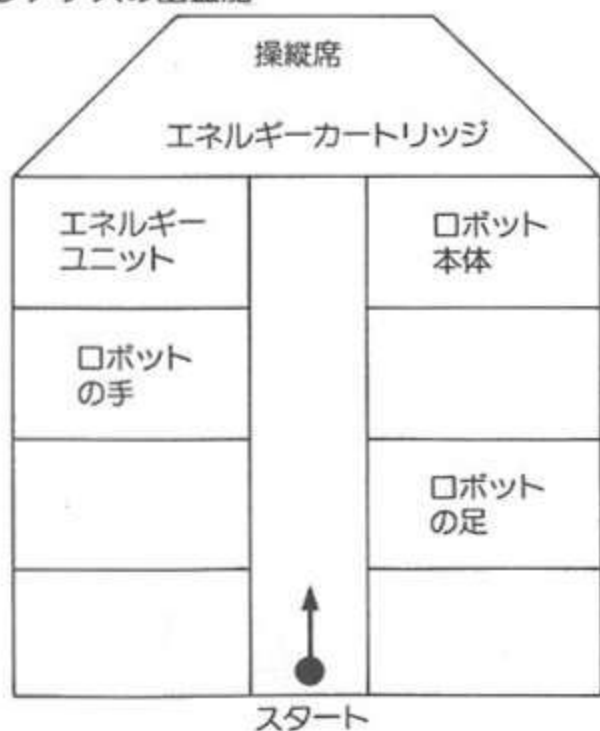 操縦席
エネルギーカートリッジ
エネルギー
ユニット
ロボット
本体
ロボット
の手
ロボット
の足
スタート